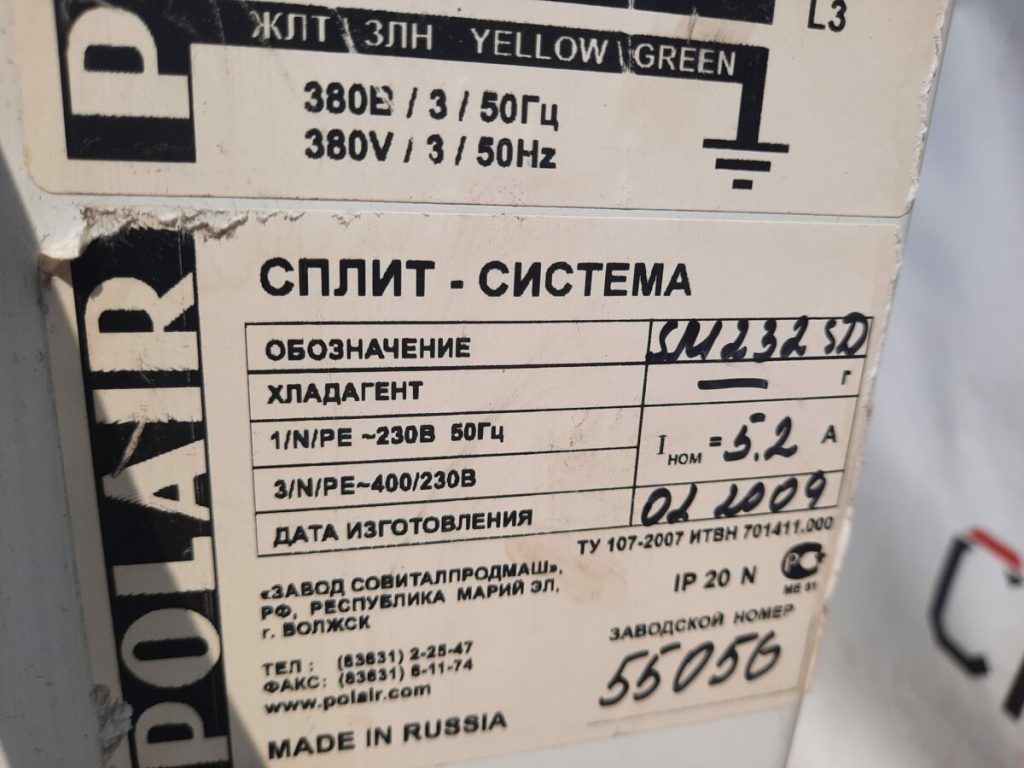 L3
ЖЛТ \ ЗЛН YELLOW \ GREEN
380В / 3 / 50Гц
380V / 3 / 50Hz
POLAIR
СПЛИТ - СИСТЕМА
ОБОЗНАЧЕНИЕ SM232 SD
ХЛАДАГЕНТ — г
1/N/PE ~230В 50Гц
I ном = 5.2 А
3/N/PE~400/230В
ДАТА ИЗГОТОВЛЕНИЯ 02 2009
ТУ 107-2007 ИТВН 701411.000
«ЗАВОД СОВИТАЛПРОДМАШ»,
РФ, РЕСПУБЛИКА МАРИЙ ЭЛ,
г. ВОЛЖСК
IP 20 N
ТЕЛ : (83631) 2-25-47
ФАКС: (83631) 6-11-74
www.polair.com
ЗАВОДСКОЙ НОМЕР
55056
MADE IN RUSSIA